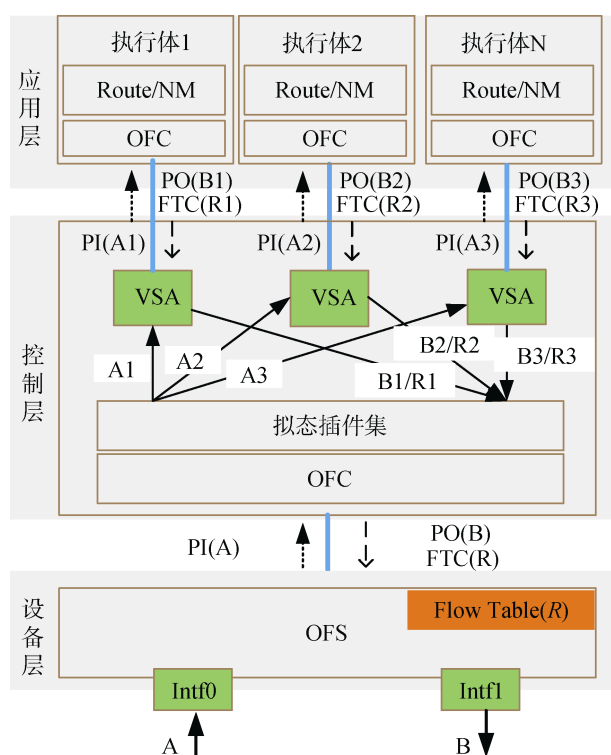 应用层
执行体1
执行体2
执行体N
Route/NM
Route/NM
Route/NM
OFC
OFC
OFC
PO(B1)
FTC(R1)
PO(B2)
FTC(R2)
PO(B3)
FTC(R3)
PI(A1)
PI(A2)
PI(A3)
控制层
VSA
VSA
VSA
A1
A2
A3
B1/R1
B2/R2
B3/R3
拟态插件集
OFC
PI(A)
PO(B)
FTC(R)
设备层
Flow Table(R)
OFS
Intf0
Intf1
A
B